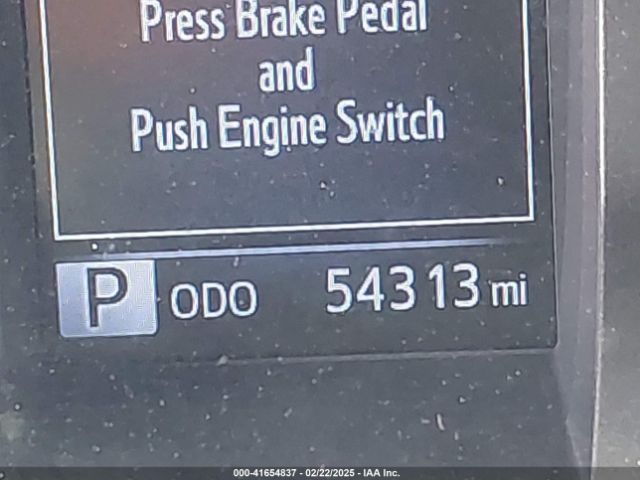 Press Brake Pedal
and
Push Engine Switch
P ODO 54313 mi
000-41654837 - 02/22/2025 - IAA Inc.